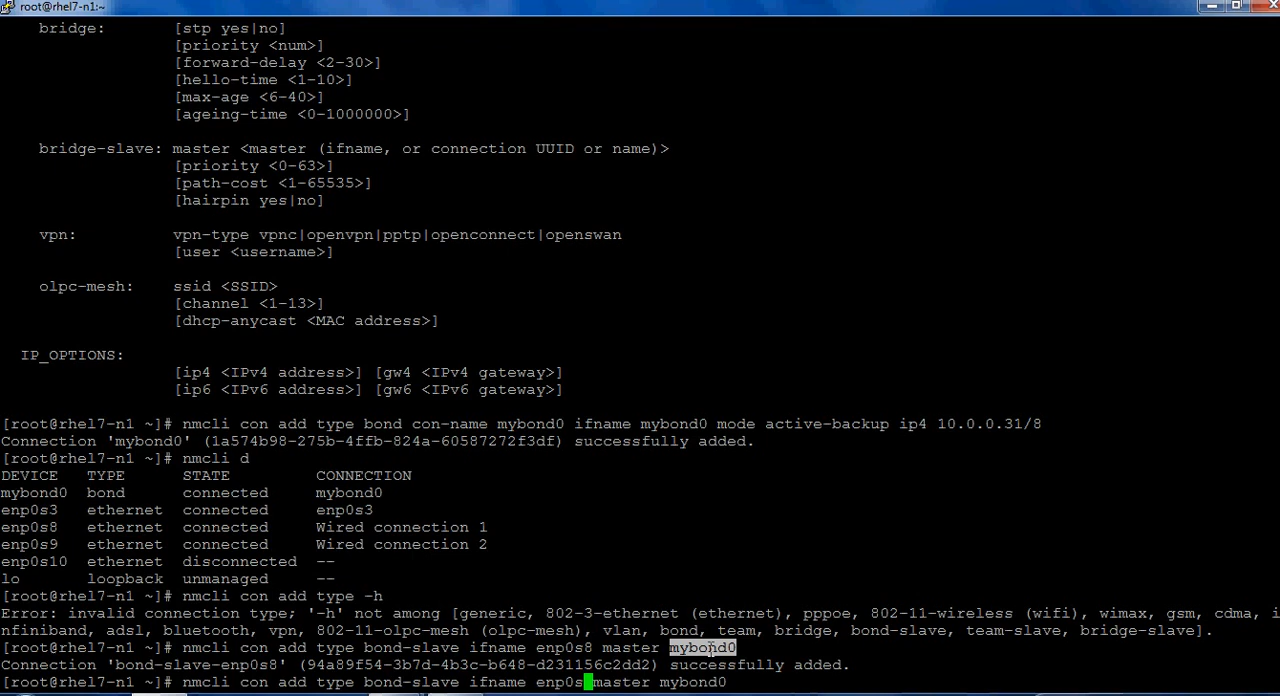 root@rhel7-n1:~
bridge: [stp yes|no]
[priority <num>]
[forward-delay <2-30>]
[hello-time <1-10>]
[max-age <6-40>]
[ageing-time <0-1000000>]
bridge-slave: master <master (ifname, or connection UUID or name)>
[priority <0-63>]
[path-cost <1-65535>]
[hairpin yes|no]
vpn: vpn-type vpnc|openvpn|pptp|openconnect|openswan
[user <username>]
olpc-mesh: ssid <SSID>
[channel <1-13>]
[dhcp-anycast <MAC address>]
IP_OPTIONS:
[ip4 <IPv4 address>] [gw4 <IPv4 gateway>]
[ip6 <IPv6 address>] [gw6 <IPv6 gateway>]
[root@rhel7-n1 ~]# nmcli con add type bond con-name mybond0 ifname mybond0 mode active-backup ip4 10.0.0.31/8
Connection 'mybond0' (1a574b98-275b-4ffb-824a-60587272f3df) successfully added.
[root@rhel7-n1 ~]# nmcli d
DEVICE TYPE STATE CONNECTION
mybond0 bond connected mybond0
enp0s3 ethernet connected enp0s3
enp0s8 ethernet connected Wired connection 1
enp0s9 ethernet connected Wired connection 2
enp0s10 ethernet disconnected --
lo loopback unmanaged --
[root@rhel7-n1 ~]# nmcli con add type -h
Error: invalid connection type; '-h' not among [generic, 802-3-ethernet (ethernet), pppoe, 802-11-wireless (wifi), wimax, gsm, cdma, i
nfiniband, adsl, bluetooth, vpn, 802-11-olpc-mesh (olpc-mesh), vlan, bond, team, bridge, bond-slave, team-slave, bridge-slave].
[root@rhel7-n1 ~]# nmcli con add type bond-slave ifname enp0s8 master mybond0
Connection 'bond-slave-enp0s8' (94a89f54-3b7d-4b3c-b648-d231156c2dd2) successfully added.
[root@rhel7-n1 ~]# nmcli con add type bond-slave ifname enp0s master mybond0